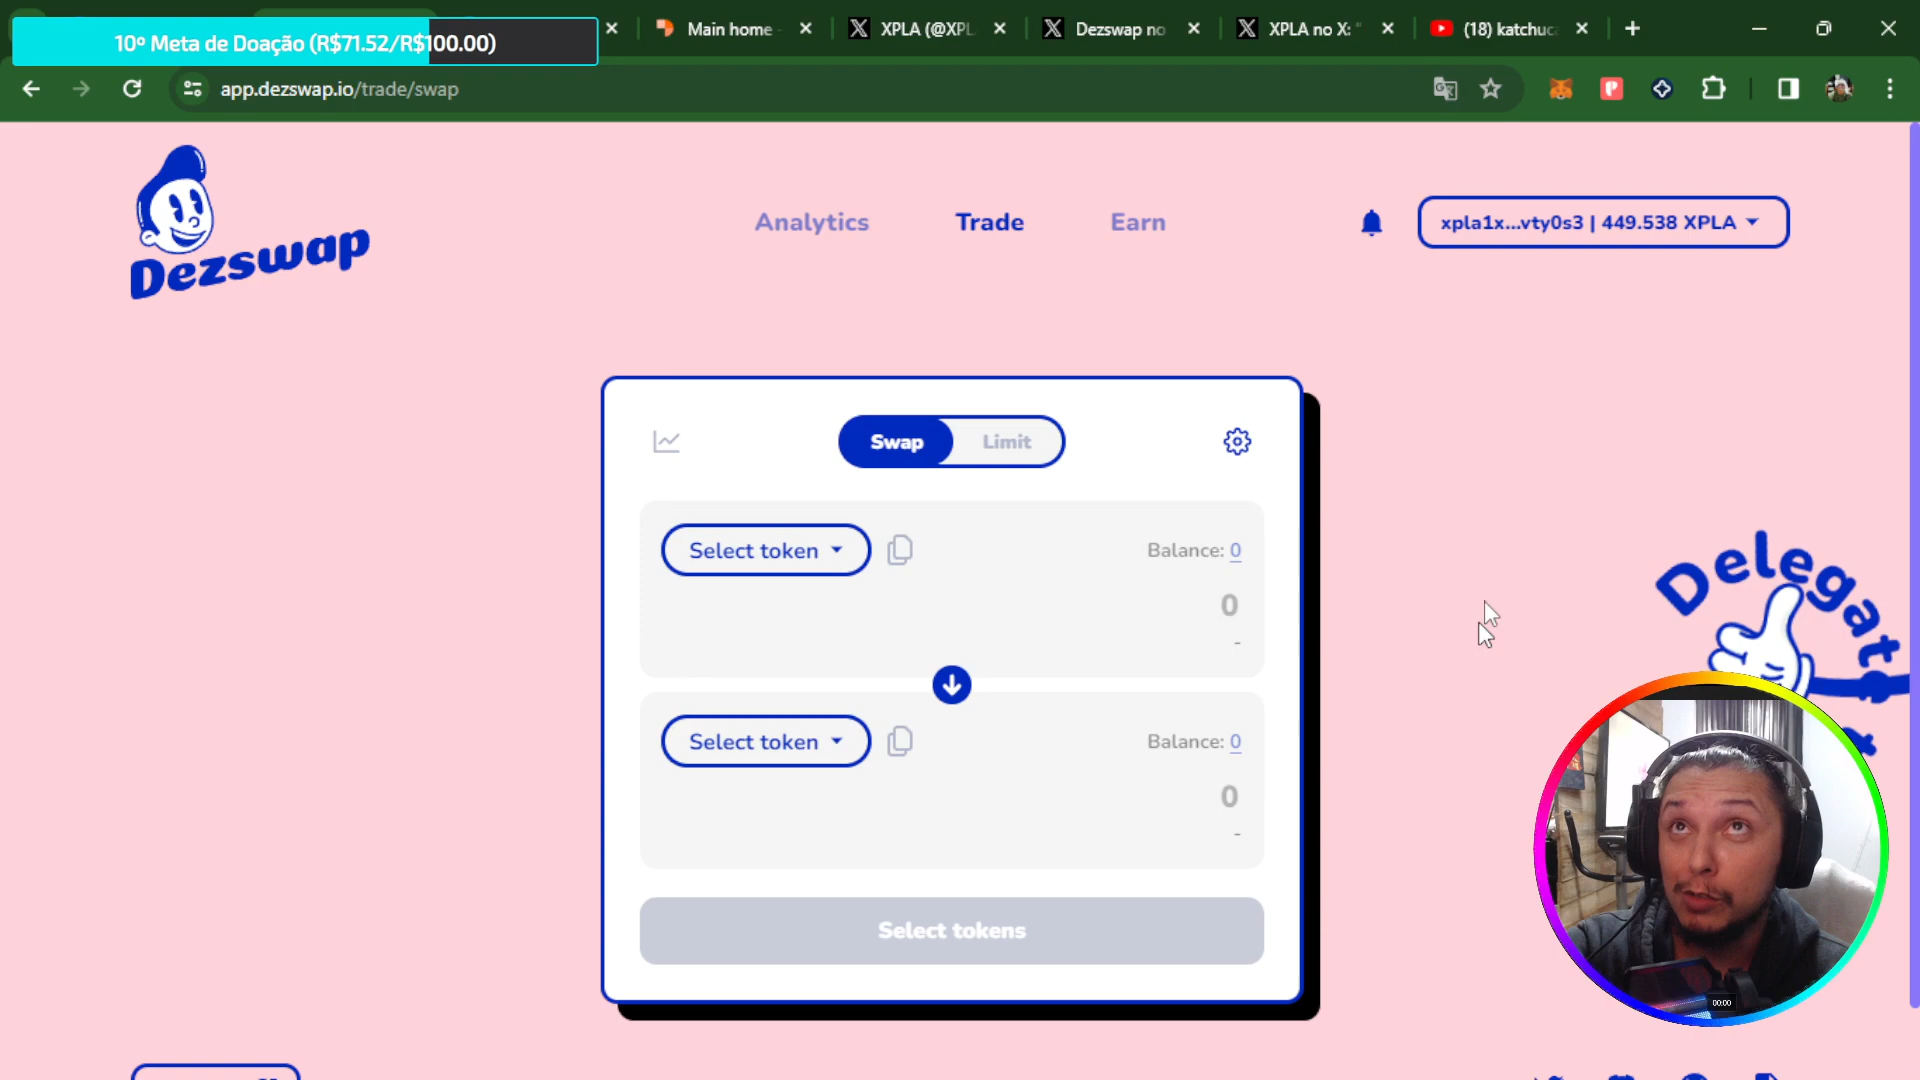 10º Meta de Doação (R$71.52/R$100.00)
Main home
XPLA (@XPL
Dezswap no
XPLA no X: "
(18) katchuc
app.dezswap.io/trade/swap
Dezswap
Analytics
Trade
Earn
xpla1x...vty0s3 | 449.538 XPLA
Swap
Limit
Select token
Balance: 0
0
-
Select token
Balance: 0
0
-
Select tokens
Delegat
00:00